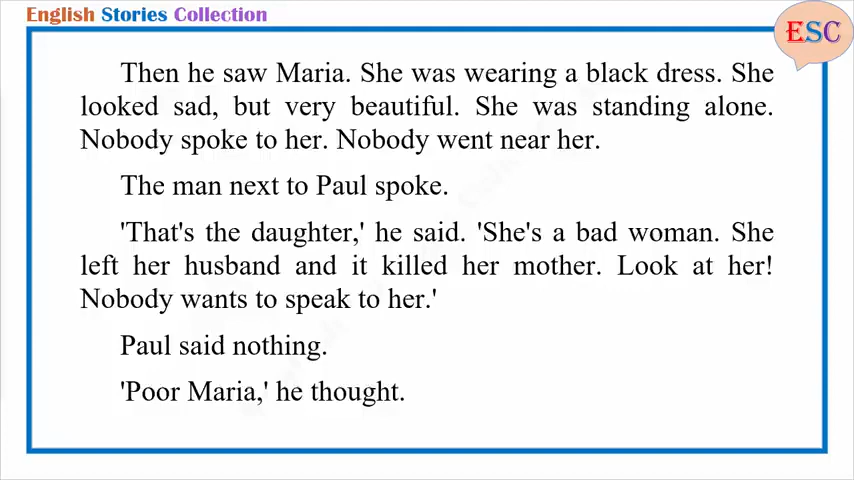 English Stories Collection
ESC
Then he saw Maria. She was wearing a black dress. She
looked sad, but very beautiful. She was standing alone.
Nobody spoke to her. Nobody went near her.
The man next to Paul spoke.
'That's the daughter,' he said. 'She's a bad woman. She
left her husband and it killed her mother. Look at her!
Nobody wants to speak to her.'
Paul said nothing.
'Poor Maria,' he thought.